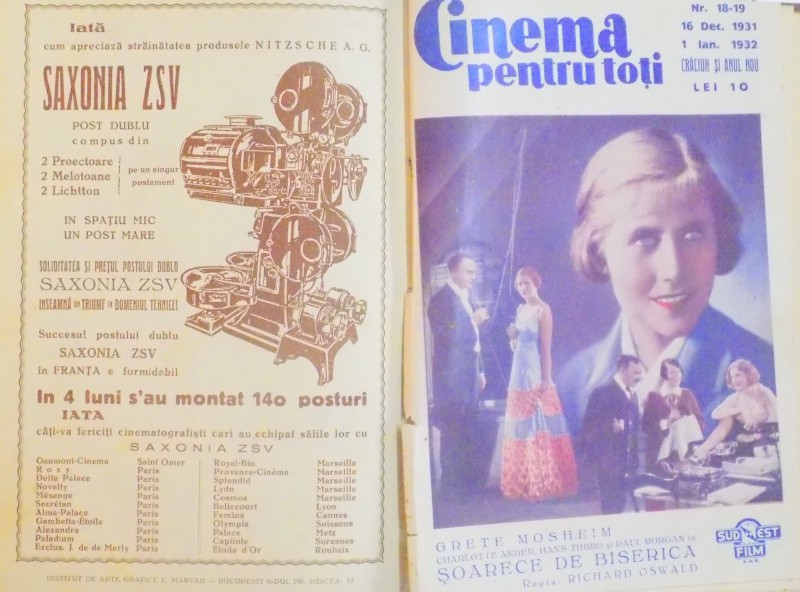 Iată
cum apreciază străinătatea produsele NITZSCHE A. G.
SAXONIA ZSV
POST DUBLU
compus din
2 Proectoare
2 Melotoane
2 Lichtton
pe un singur
postament
IN SPAȚIU MIC
UN POST MARE
SOLIDITATEA ȘI PREȚUL POSTULUI DUBLU
SAXONIA ZSV
INSEAMNĂ UN TRIUMF IN DOMENIUL TEHNICEI
Succesul postului dublu
SAXONIA ZSV
în FRANȚA e formidabil
In 4 luni s'au montat 14o posturi
IATA
câți-va fericiți cinematografiști cari au echipat sălile lor cu
SAXONIA ZSV
Gaumont-Cinema Saint Omer Royal-Bio Marseille
Roxy Paris Provence-Cinéma Marseille
Delta Palace Paris Splendid Marseille
Novelty Paris Lydo Marseille
Mésange Paris Cosmos Marseille
Secrétan Paris Bellecourt Lyon
Alma-Palace Paris Femina Cannes
Gambetta-Etoile Paris Olympia Soissons
Alexandra Paris Palace Metz
Paladium Paris Capitole Suresnes
Exclus. J. de de Merly Paris Etoile d'Or Roubais
INSTITUT DE ARTE GRAFICE E. MARVAN — BUCUREȘTI B-DUL PR. MIRCEA, 10
Cinema
pentru toți
Nr. 18-19
16 Dec. 1931
1 Ian. 1932
CRĂCIUN ȘI ANUL NOU
LEI 10
GRETE MOSHEIM
CHARLOTTE ANDER, HANS THIMIG și PAUL MORGAN în
ȘOARECE DE BISERICA
Regia: RICHARD OSWALD
SUD EST
FILM
S.A.R.